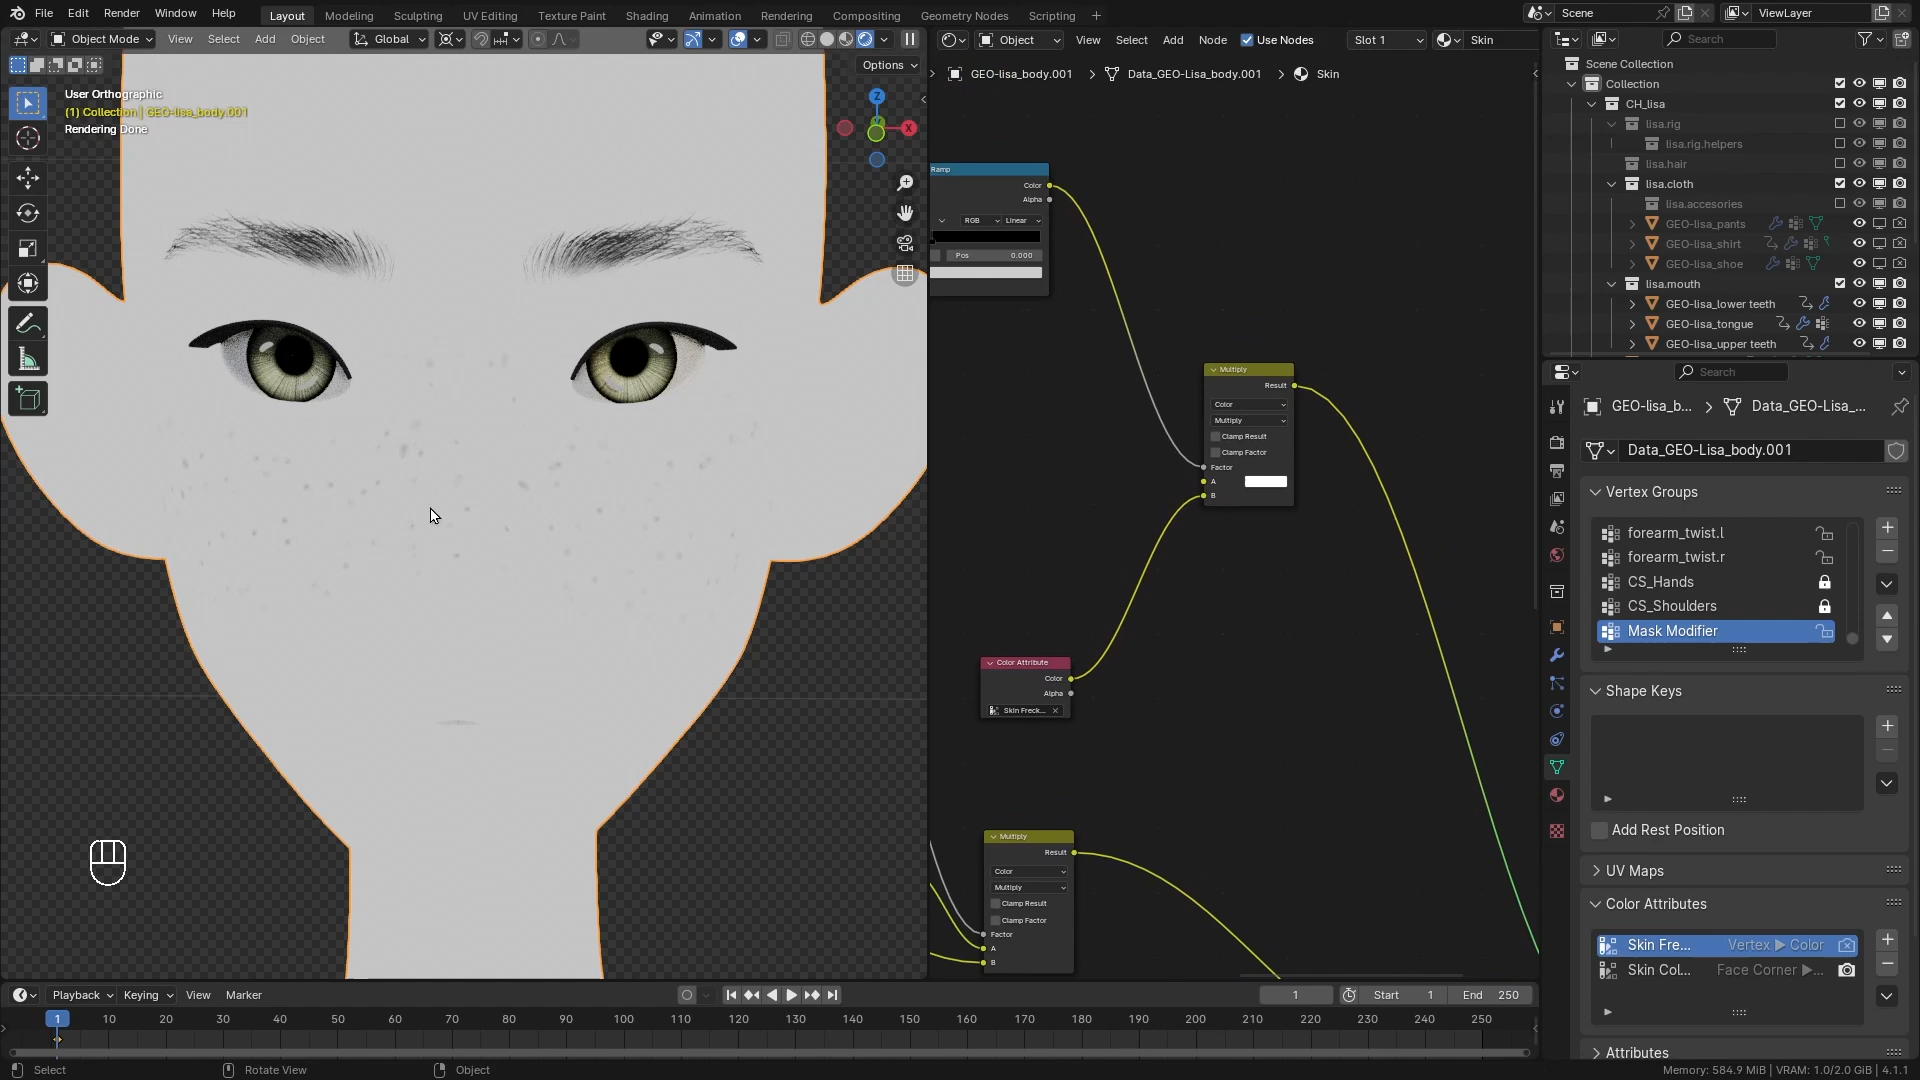 File Edit Render Window Help
Layout Modeling Sculpting UV Editing Texture Paint Shading Animation Rendering Compositing Geometry Nodes Scripting +
Scene
ViewLayer
Object Mode View Select Add Object Global
Options
User Orthographic
(1) Collection | GEO-lisa_body.001
Rendering Done
Z
X
Object View Select Add Node Use Nodes Slot 1 Skin
GEO-lisa_body.001 > Data_GEO-Lisa_body.001 > Skin
Ramp
Color
Alpha
RGB Linear
Pos 0.000
Multiply
Result
Color
Multiply
Clamp Result
Clamp Factor
Factor
A
B
Color Attribute
Color
Alpha
Skin Freck...
Multiply
Result
Color
Multiply
Clamp Result
Clamp Factor
Factor
A
B
Search
Scene Collection
Collection
CH_lisa
lisa.rig
lisa.rig.helpers
lisa.hair
lisa.cloth
lisa.accesories
GEO-lisa_pants
GEO-lisa_shirt
GEO-lisa_shoe
lisa.mouth
GEO-lisa_lower teeth
GEO-lisa_tongue
GEO-lisa_upper teeth
Search
GEO-lisa_b... > Data_GEO-Lisa_...
Data_GEO-Lisa_body.001
Vertex Groups
forearm_twist.l
forearm_twist.r
CS_Hands
CS_Shoulders
Mask Modifier
Shape Keys
Add Rest Position
UV Maps
Color Attributes
Skin Fre... Vertex ▶ Color
Skin Col... Face Corner ▶...
Attributes
Playback Keying View Marker
1 Start 1 End 250
1 10 20 30 40 50 60 70 80 90 100 110 120 130 140 150 160 170 180 190 200 210 220 230 240 250
Select Rotate View Object
Memory: 584.9 MiB | VRAM: 1.0/2.0 GiB | 4.1.1